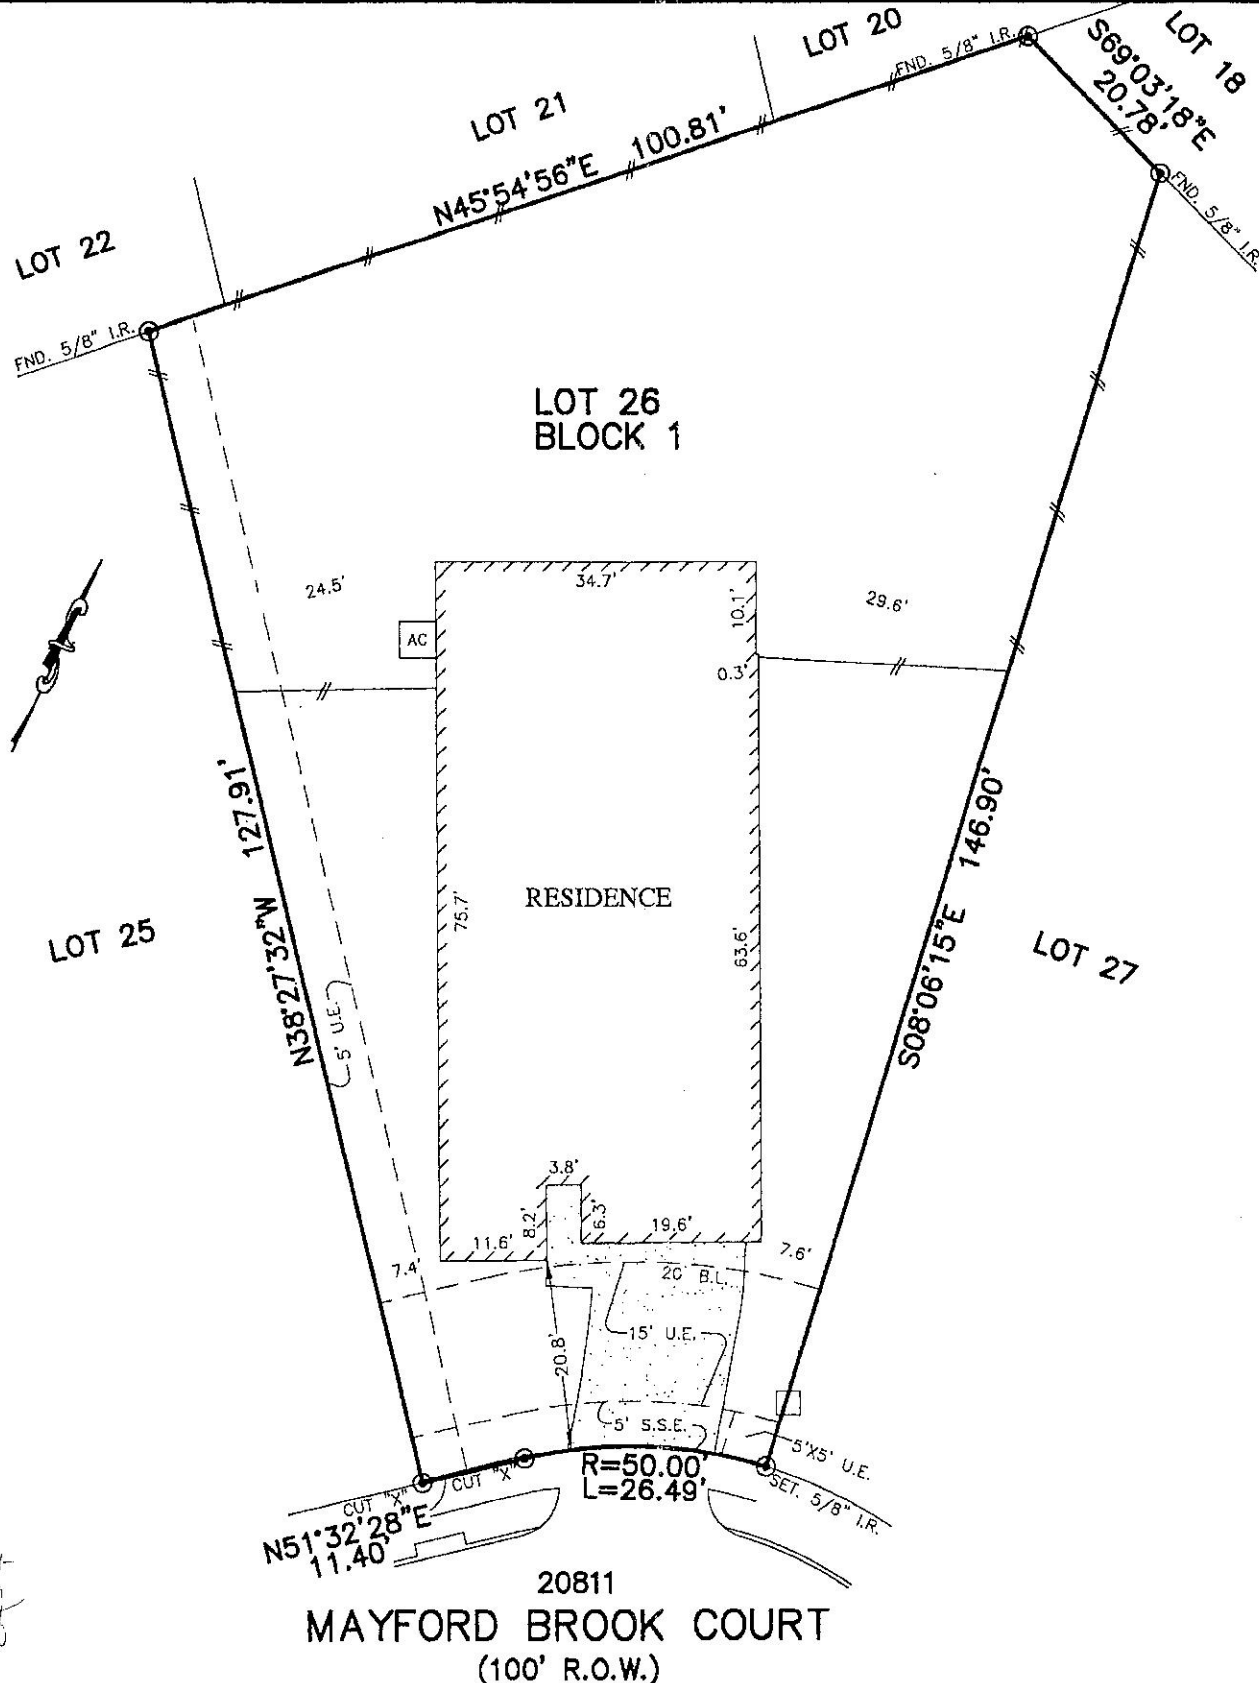 LOT 20
LOT 18
FND. 5/8" I.R.
S69°03'18"E
20.78'
LOT 21
100.81'
N45°54'56"E
FND. 5/8" I.R.
LOT 22
FND. 5/8" I.R.
LOT 26
BLOCK 1
24.5'
34.7'
10.1'
29.6'
AC
0.3'
127.91'
146.90'
RESIDENCE
75.7'
63.6'
LOT 25
N38°27'32"W
S08°06'15"E
LOT 27
5' U.E.
3.8'
8.2'
6.3'
11.6'
19.6'
7.4'
7.6'
B.L.
15' U.E.
20.8'
5' S.S.E.
5'X5' U.E.
R=50.00'
L=26.49'
CUT "X"
CUT "X"
SET. 5/8" I.R.
N51°32'28"E
11.40'
20811
MAYFORD BROOK COURT
(100' R.O.W.)